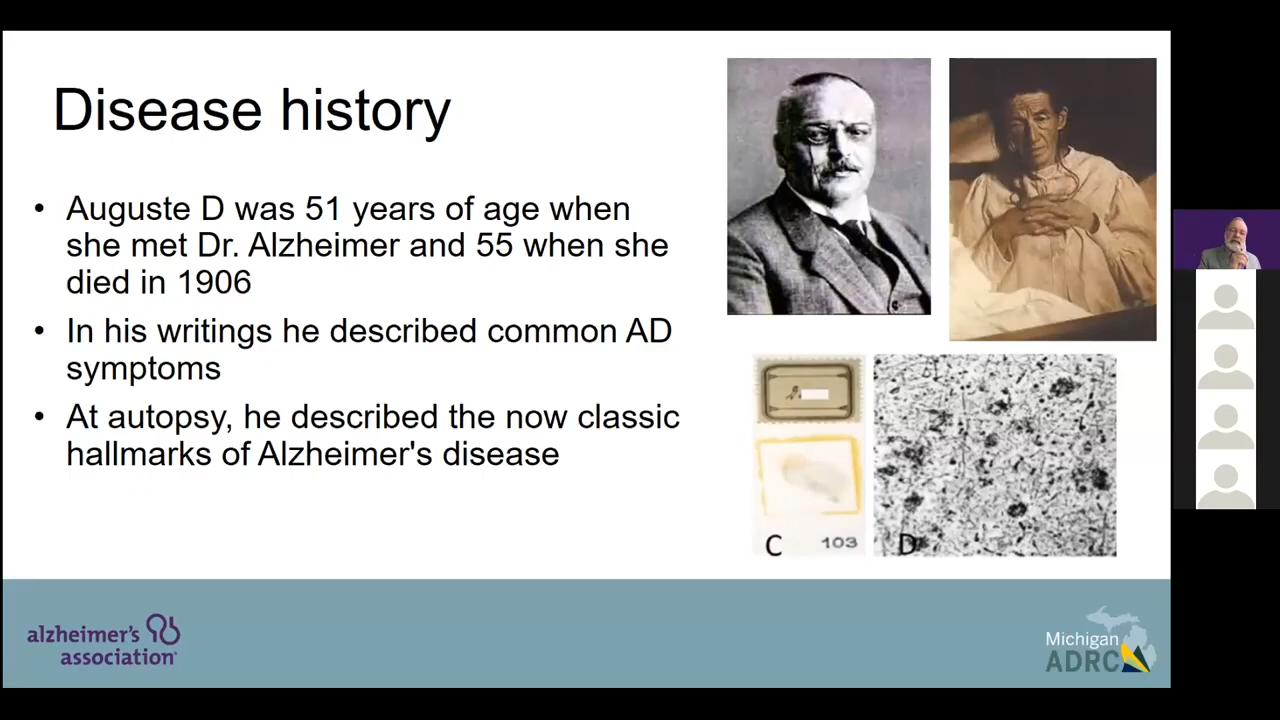 Disease history
• Auguste D was 51 years of age when
she met Dr. Alzheimer and 55 when she
died in 1906
• In his writings he described common AD
symptoms
• At autopsy, he described the now classic
hallmarks of Alzheimer's disease
C 103
D
alzheimer's
association
Michigan
ADRC